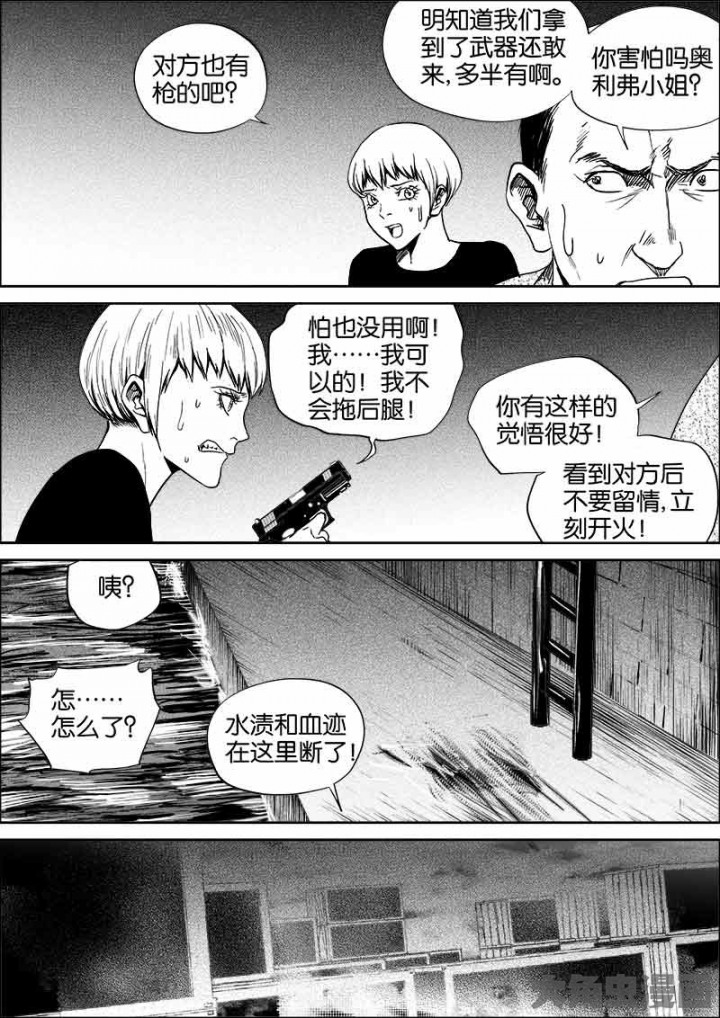 对方也有
枪的吧？
明知道我们拿
到了武器还敢
来，多半有啊。
你害怕吗奥
利弗小姐？
怕也没用啊！
我……我可
以的！我不
会拖后腿！
你有这样的
觉悟很好！
看到对方后
不要留情，立
刻开火！
咦？
怎……
怎么了？
水渍和血迹
在这里断了！